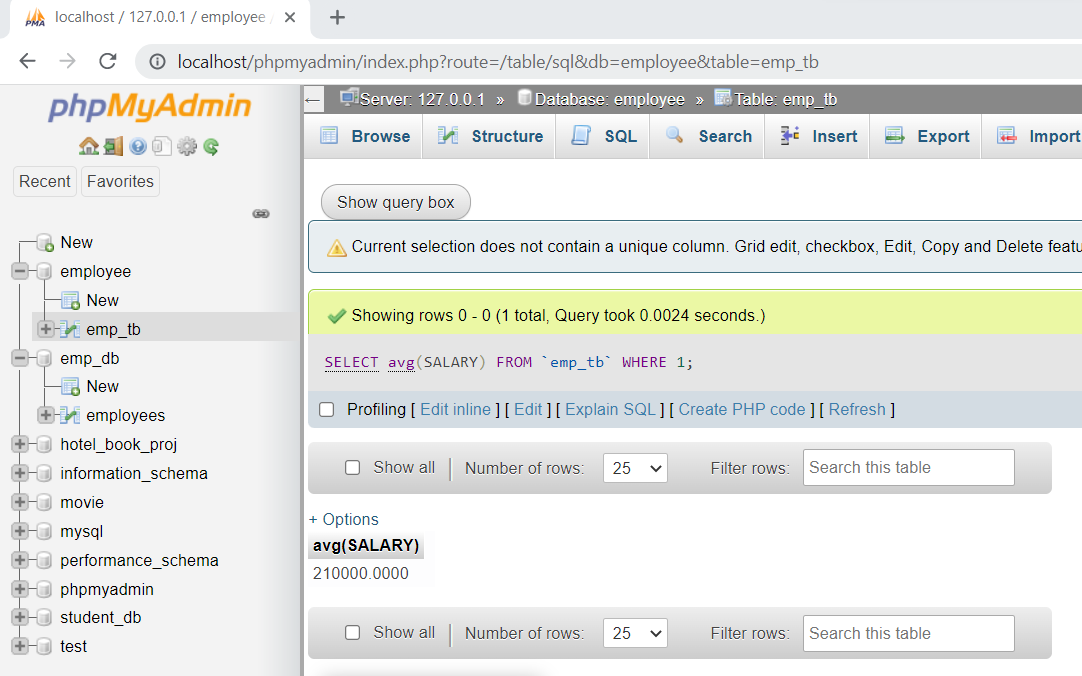 localhost / 127.0.0.1 / employee /
localhost/phpmyadmin/index.php?route=/table/sql&db=employee&table=emp_tb
phpMyAdmin
Recent Favorites
New
employee
New
emp_tb
emp_db
New
employees
hotel_book_proj
information_schema
movie
mysql
performance_schema
phpmyadmin
student_db
test
Server: 127.0.0.1 » Database: employee » Table: emp_tb
Browse Structure SQL Search Insert Export Import
Show query box
Current selection does not contain a unique column. Grid edit, checkbox, Edit, Copy and Delete featu
Showing rows 0 - 0 (1 total, Query took 0.0024 seconds.)
SELECT avg(SALARY) FROM `emp_tb` WHERE 1;
Profiling [ Edit inline ] [ Edit ] [ Explain SQL ] [ Create PHP code ] [ Refresh ]
Show all | Number of rows: 25 Filter rows: Search this table
+ Options
avg(SALARY)
210000.0000
Show all | Number of rows: 25 Filter rows: Search this table